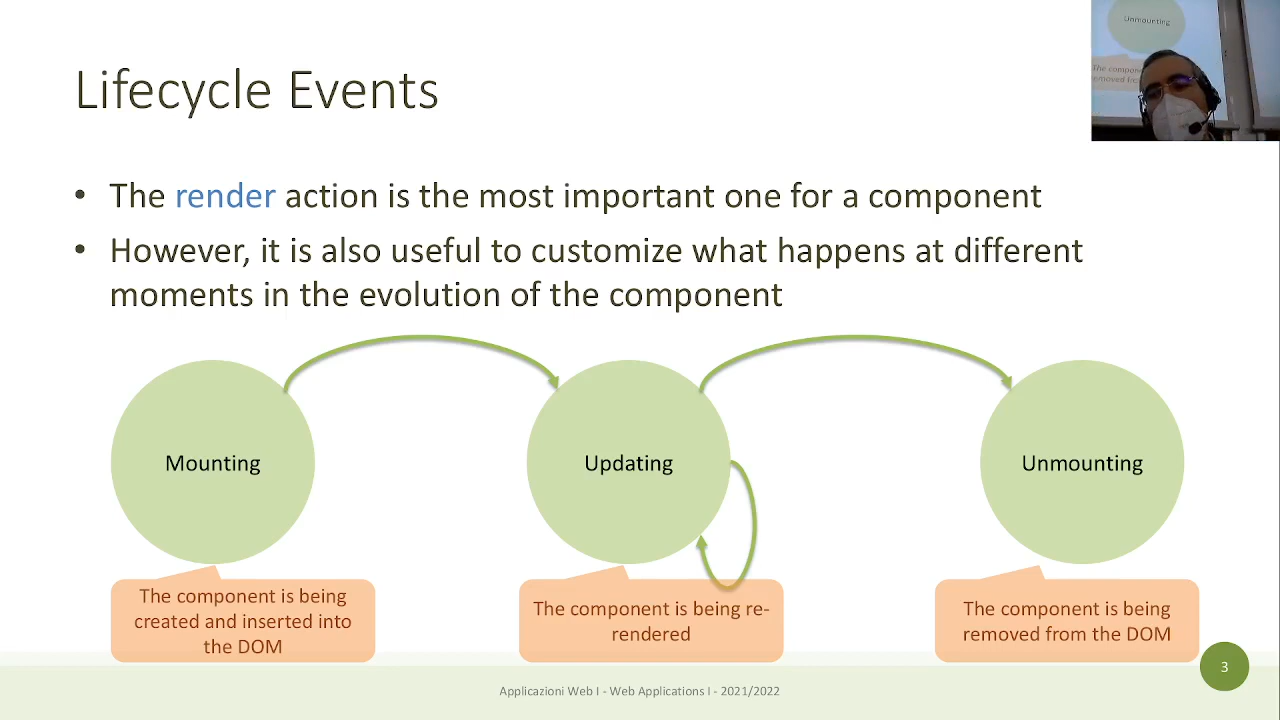 Unmounting
Lifecycle Events
• The render action is the most important one for a component
• However, it is also useful to customize what happens at different
moments in the evolution of the component
Mounting
Updating
Unmounting
The component is being
created and inserted into
the DOM
The component is being re-
rendered
The component is being
removed from the DOM
3
Applicazioni Web I - Web Applications I - 2021/2022